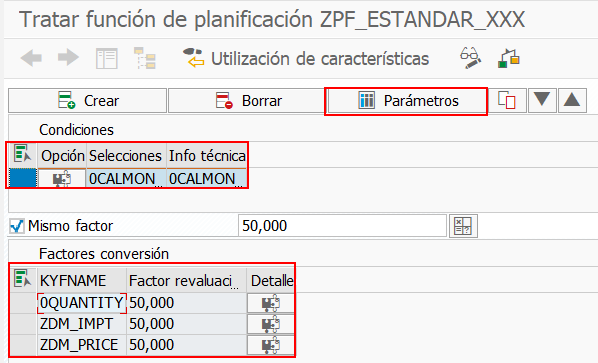 Tratar función de planificación ZPF_ESTANDAR_XXX
Utilización de características
Crear Borrar Parámetros
Condiciones
Opción Selecciones Info técnica
0CALMON... 0CALMON...
Mismo factor 50,000
Factores conversión
KYFNAME Factor revaluaci... Detalle
0QUANTITY 50,000
ZDM_IMPT 50,000
ZDM_PRICE 50,000